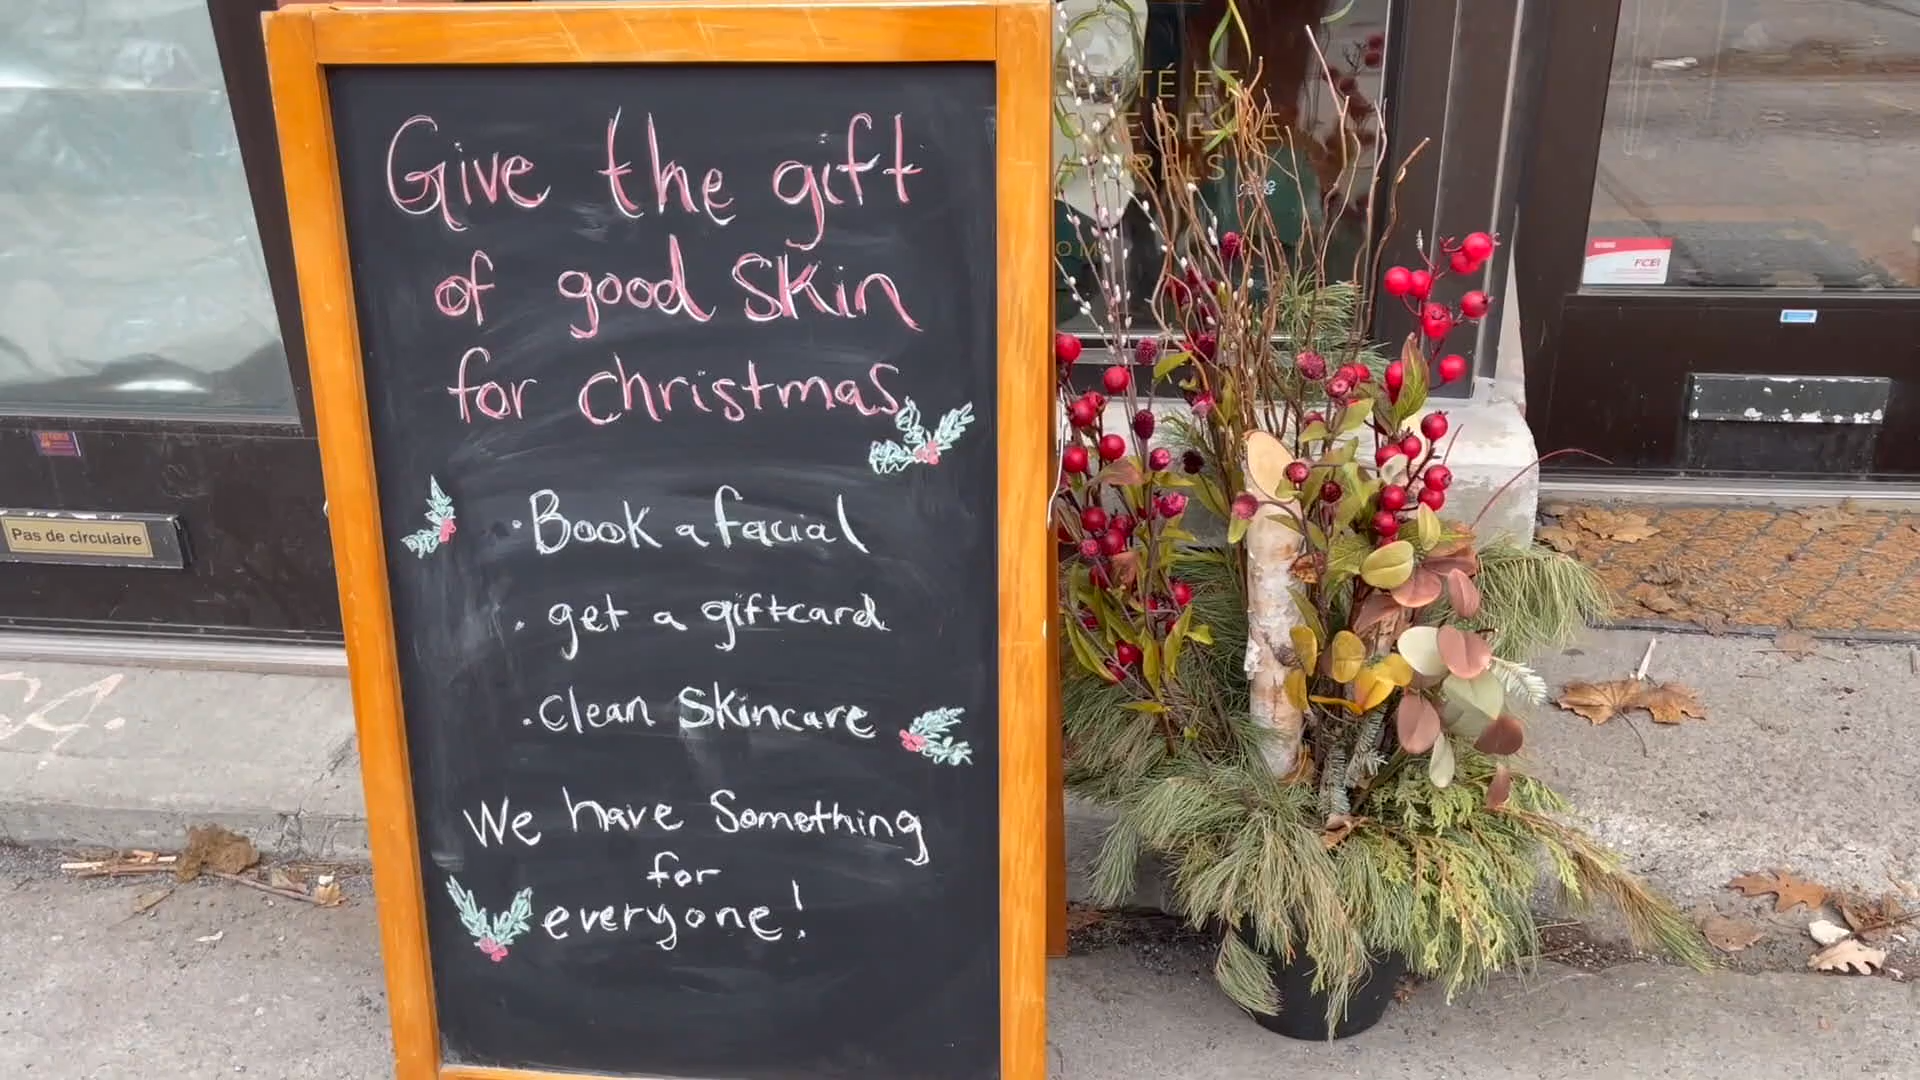 Give the gift
of good skin
for christmas
• Book a facial
• get a giftcard
• Clean Skincare
We have Something
for
everyone!
Pas de circulaire
FCEI